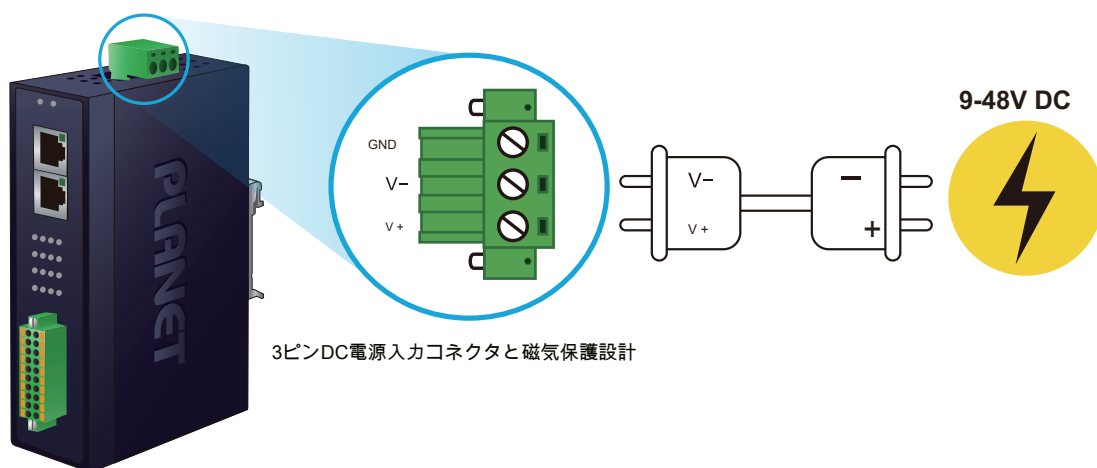 9-48V DC
GND
V−
V +
V−
V +
−
+
PLANET
3ピンDC電源入力コネクタと磁気保護設計